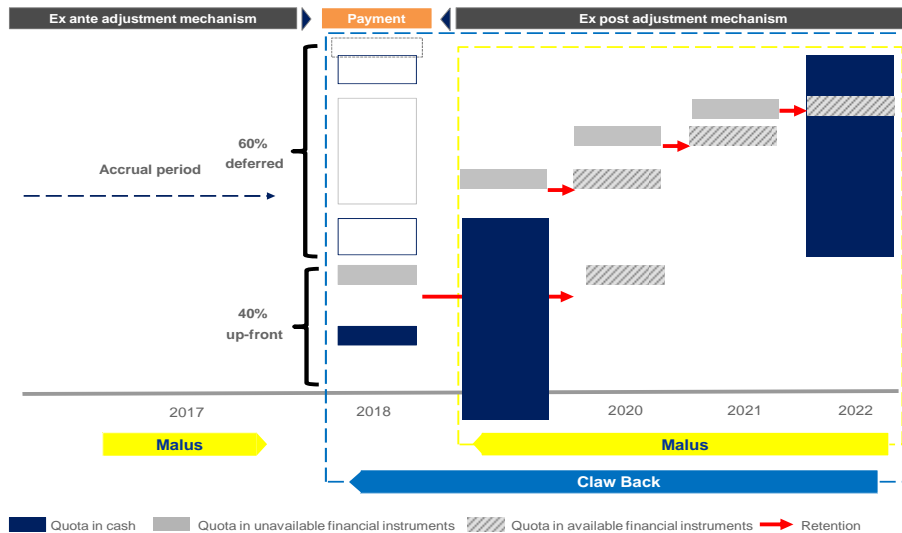 Ex ante adjustment mechanism
Payment
Ex post adjustment mechanism
60%
deferred
Accrual period
40%
up-front
2017
2018
2020
2021
2022
Malus
Malus
Claw Back
Quota in cash
Quota in unavailable financial instruments
Quota in available financial instruments
Retention